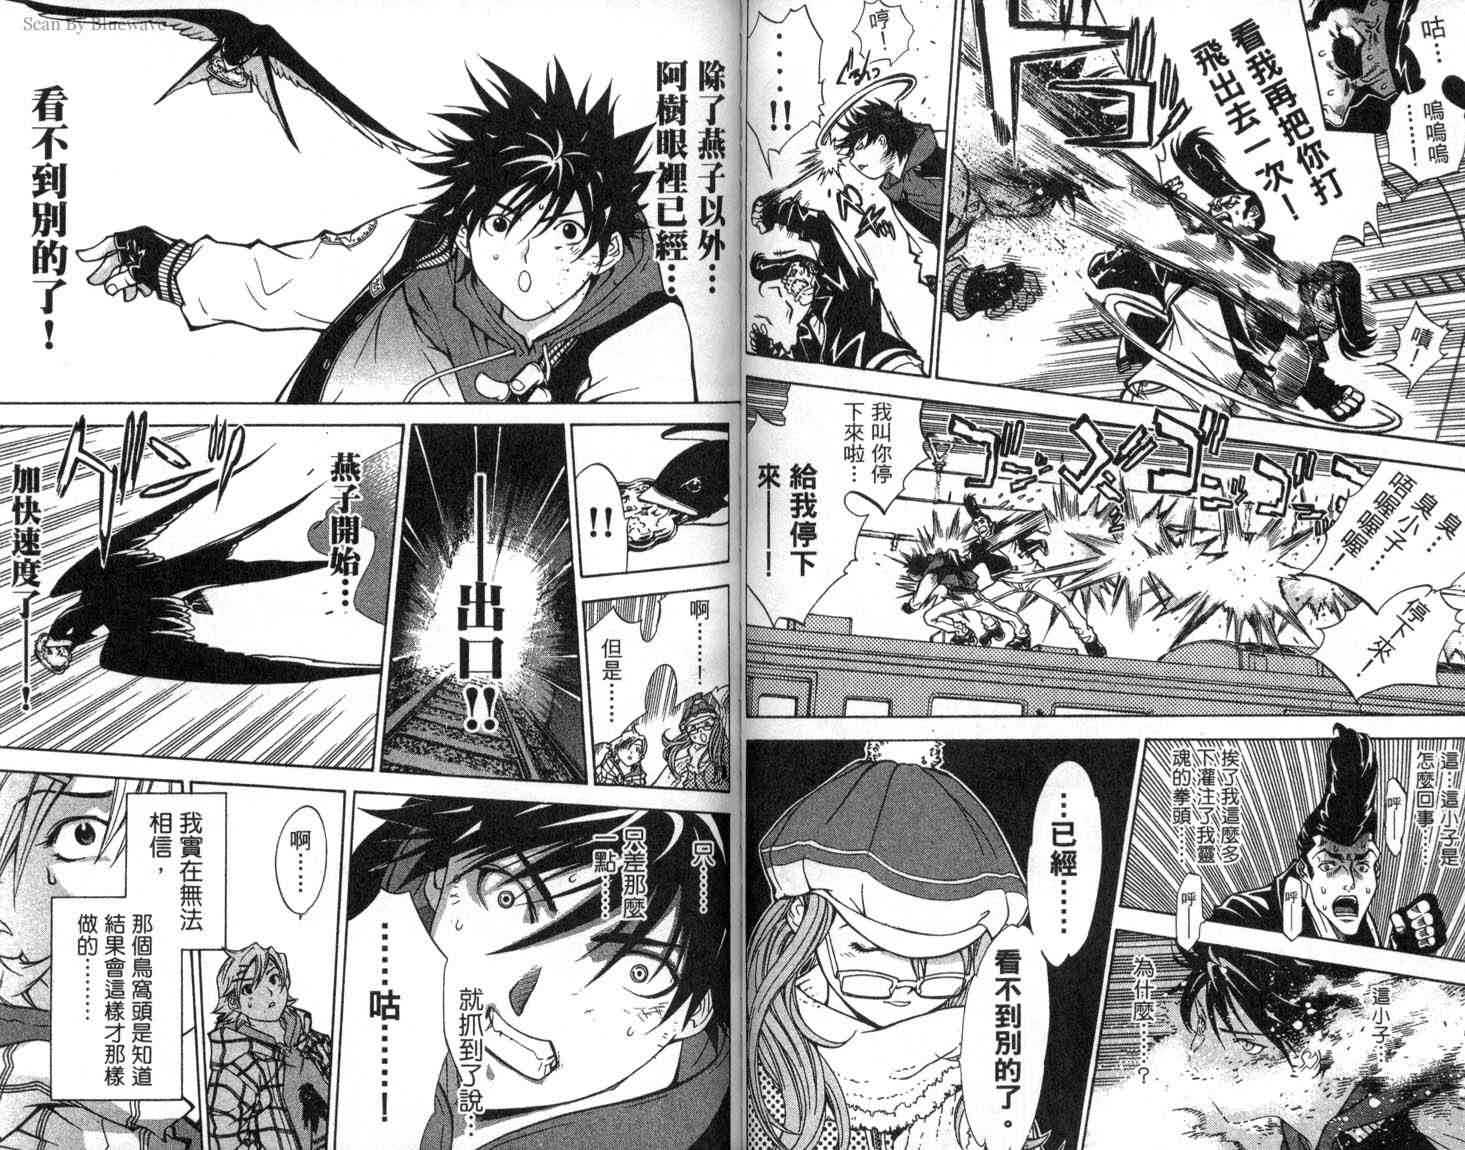 Scan By Bluewave
咕…
……嗚嗚嗚
……！
看我再把你打
飛出去一次！
哼！
……!!
嘖！
臭…
臭小子……
唔喔喔喔！
停下來！
我叫你停
下來啦…
給我停下
來——！
這…這小子是
怎麼回事…
挨了我這麼多
下灌注了我靈
魂的拳頭…
呼…
呼…
呼…
這小子…
為什麼……？
…已經……
看不到別的了。
除了燕子以外…
阿樹眼裡已經…
看不到別的了！
!!
啊……！
但是……
——出口!!
燕子開始…
加快速度了——！
只……
只差那麼
一點……
就抓到了說…
……咕……！
啊……
我實在無法
相信，
那個鳥窩頭是知道
結果會這樣才那樣
做的………